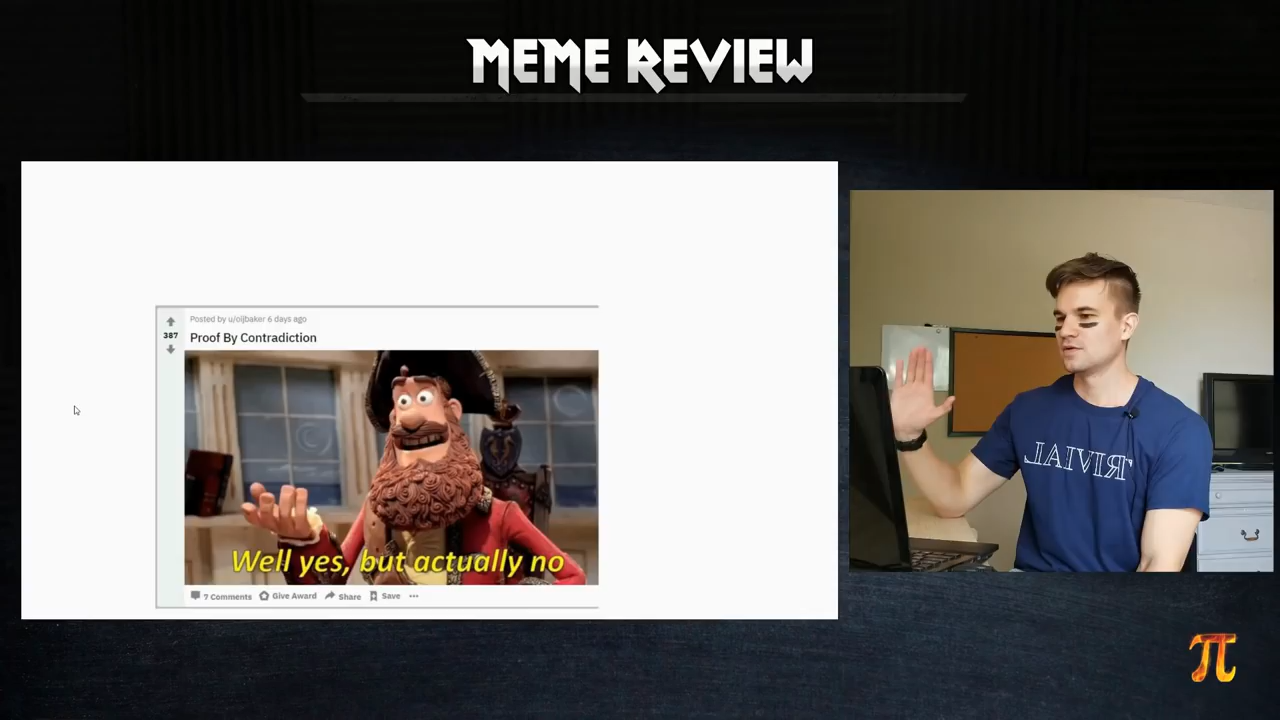 MEME REVIEW
Posted by u/oljbaker 6 days ago
387
Proof By Contradiction
Well yes, but actually no
7 Comments Give Award Share Save ...
TRIVIAL
π